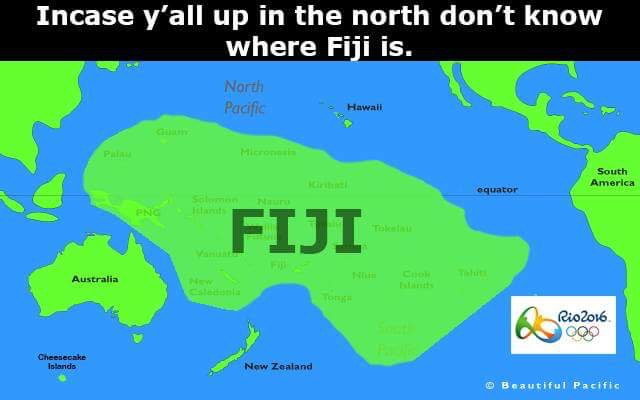 Incase y'all up in the north don't know
where Fiji is.
North
Pacific
Hawaii
Guam
Palau
Micronesia
South
America
Kiribati
equator
Solomon
Islands
Nauru
PNG
FIJI
Tokelau
Vanuatu
Fiji
Niue
Cook
Islands
Tahiti
Australia
New
Caledonia
Tonga
Rio2016.
South
Pacific
Cheesecake
Islands
New Zealand
© Beautiful Pacific